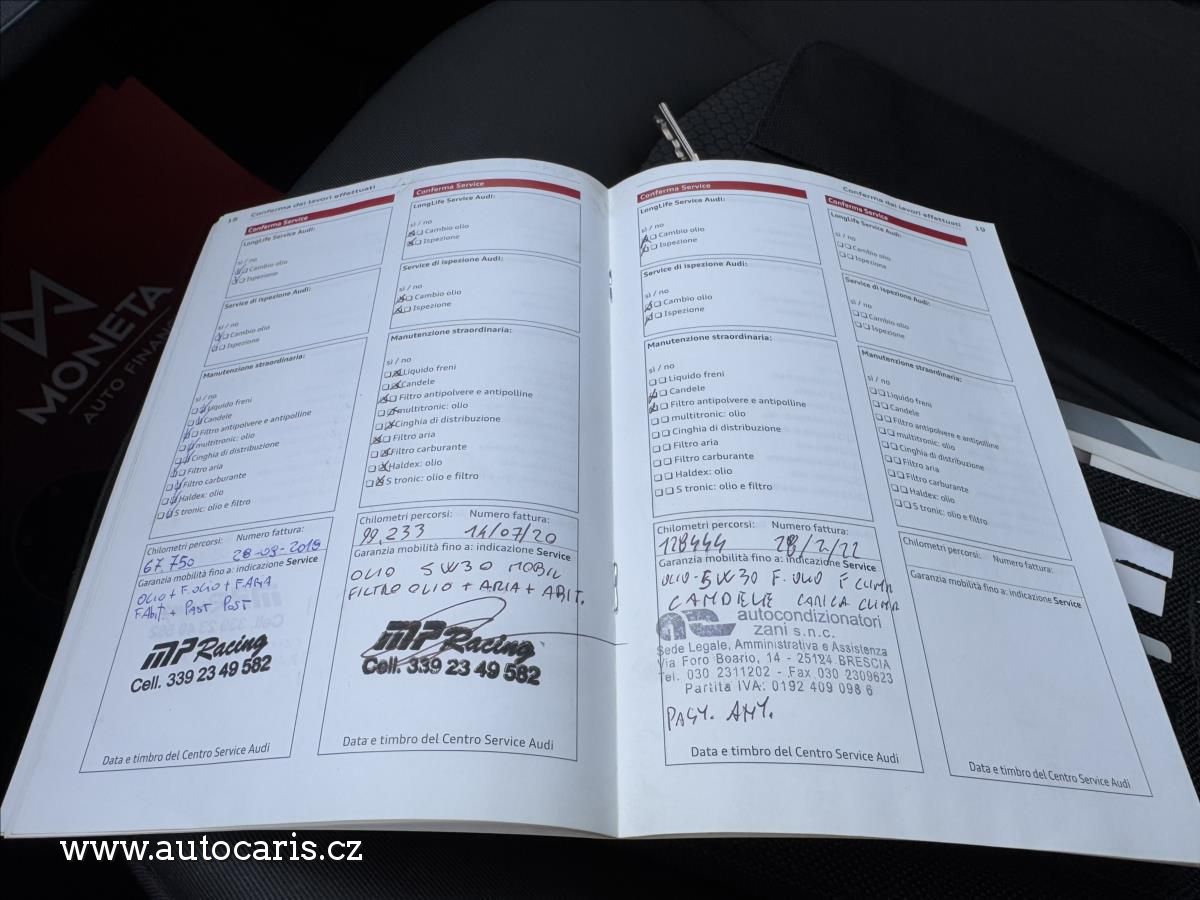 18 Conferma dei lavori effettuati
Conferma Service
LongLife Service Audi:
sì / no
Cambio olio
Ispezione
Service di ispezione Audi:
sì / no
Cambio olio
Ispezione
Manutenzione straordinaria:
sì / no
Liquido freni
Candele
Filtro antipolvere e antipolline
multitronic: olio
Cinghia di distribuzione
Filtro aria
Filtro carburante
Haldex: olio
S tronic: olio e filtro
Chilometri percorsi: Numero fattura:
67.750 28-09-2019
Garanzia mobilità fino a: indicazione Service
OLIO + F.OLIO + F.ARIA
F.ABIT + PAST POST
MP Racing
Cell. 339 23 49 582
Data e timbro del Centro Service Audi
Conferma Service
LongLife Service Audi:
sì / no
Cambio olio
Ispezione
Service di ispezione Audi:
sì / no
Cambio olio
Ispezione
Manutenzione straordinaria:
sì / no
Liquido freni
Candele
Filtro antipolvere e antipolline
multitronic: olio
Cinghia di distribuzione
Filtro aria
Filtro carburante
Haldex: olio
S tronic: olio e filtro
Chilometri percorsi: Numero fattura:
99.233 14/07/20
Garanzia mobilità fino a: indicazione Service
OLIO 5W30 MOBIL
FILTRO OLIO + ARIA + ABIT.
MP Racing
Cell. 339 23 49 582
Data e timbro del Centro Service Audi
Conferma Service
LongLife Service Audi:
sì / no
Cambio olio
Ispezione
Service di ispezione Audi:
sì / no
Cambio olio
Ispezione
Manutenzione straordinaria:
sì / no
Liquido freni
Candele
Filtro antipolvere e antipolline
multitronic: olio
Cinghia di distribuzione
Filtro aria
Filtro carburante
Haldex: olio
S tronic: olio e filtro
Chilometri percorsi: Numero fattura:
128444 28/2/22
Garanzia mobilità fino a: indicazione Service
OLIO-5W30 F.OLIO F CLIMA
CANDELE CARICA CLIMA
autocondizionatori
zani s.n.c.
Sede Legale, Amministrativa e Assistenza
Via Foro Boario, 14 - 25124 BRESCIA
Tel. 030 2311202 - Fax 030 2309623
Partita IVA: 0192 409 098 6
Data e timbro del Centro Service Audi
Conferma dei lavori effettuati 19
Conferma Service
LongLife Service Audi:
sì / no
Cambio olio
Ispezione
Service di ispezione Audi:
sì / no
Cambio olio
Ispezione
Manutenzione straordinaria:
sì / no
Liquido freni
Candele
Filtro antipolvere e antipolline
multitronic: olio
Cinghia di distribuzione
Filtro aria
Filtro carburante
Haldex: olio
S tronic: olio e filtro
Chilometri percorsi: Numero fattura:
Garanzia mobilità fino a: indicazione Service
Data e timbro del Centro Service Audi
MONETA
AUTO FINAN
www.autocaris.cz